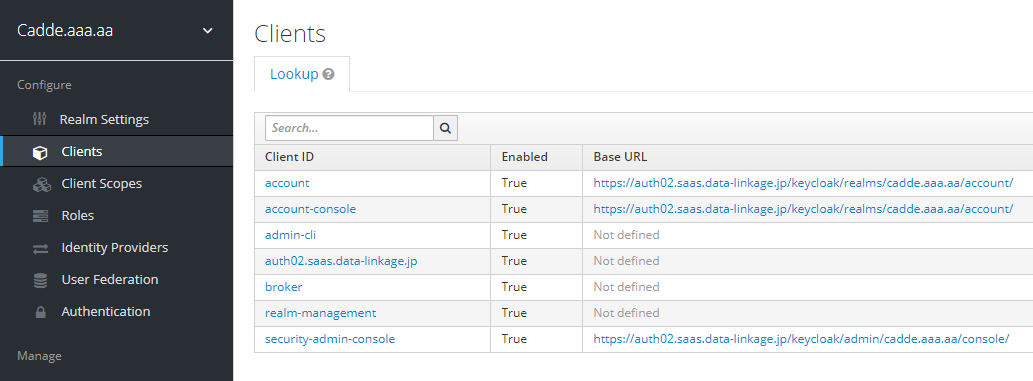 Cadde.aaa.aa
Configure
Realm Settings
Clients
Client Scopes
Roles
Identity Providers
User Federation
Authentication
Manage
Clients
Lookup
Search...
Client ID Enabled Base URL
account True https://auth02.saas.data-linkage.jp/keycloak/realms/cadde.aaa.aa/account/
account-console True https://auth02.saas.data-linkage.jp/keycloak/realms/cadde.aaa.aa/account/
admin-cli True Not defined
auth02.saas.data-linkage.jp True Not defined
broker True Not defined
realm-management True Not defined
security-admin-console True https://auth02.saas.data-linkage.jp/keycloak/admin/cadde.aaa.aa/console/